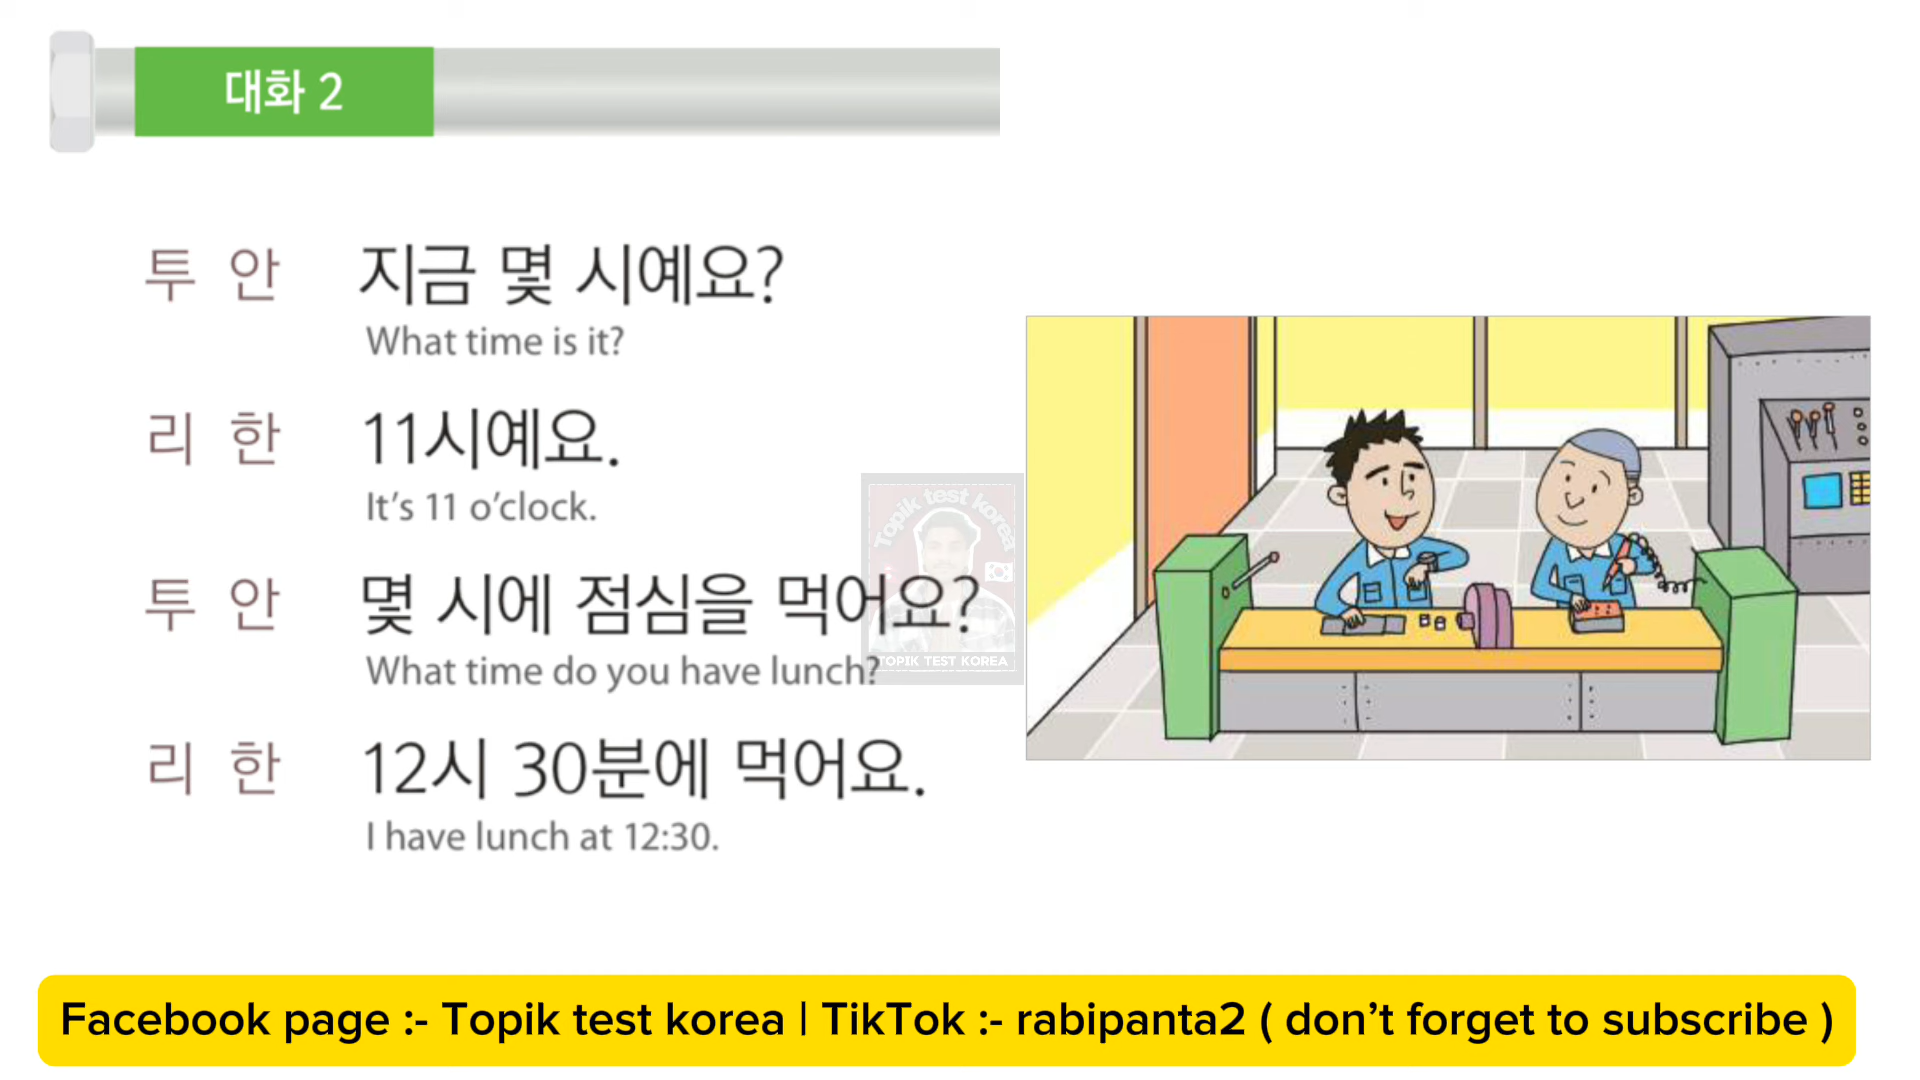 대화 2
투 안 지금 몇 시예요?
What time is it?
리 한 11시예요.
It's 11 o'clock.
투 안 몇 시에 점심을 먹어요?
What time do you have lunch?
리 한 12시 30분에 먹어요.
I have lunch at 12:30.
Topik test korea
TOPIK TEST KOREA
Facebook page :- Topik test korea | TikTok :- rabipanta2 ( don't forget to subscribe )